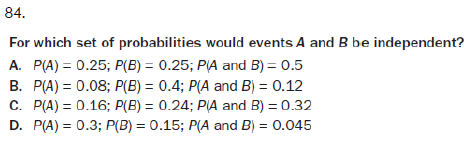 84.
For which set of probabilities would events A and B be independent?
A. P(A) = 0.25; P(B) = 0.25; P(A and B) = 0.5
B. P(A) = 0.08; P(B) = 0.4; P(A and B) = 0.12
C. P(A) = 0.16; P(B) = 0.24; P(A and B) = 0.32
D. P(A) = 0.3; P(B) = 0.15; P(A and B) = 0.045